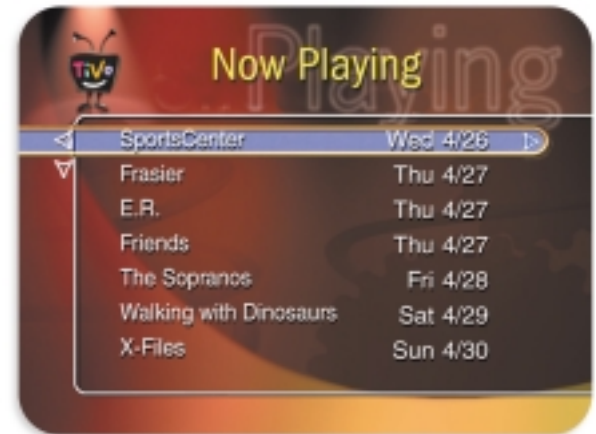 TiVo
Now Playing
Playing
SportsCenter Wed 4/26
Frasier Thu 4/27
E.R. Thu 4/27
Friends Thu 4/27
The Sopranos Fri 4/28
Walking with Dinosaurs Sat 4/29
X-Files Sun 4/30